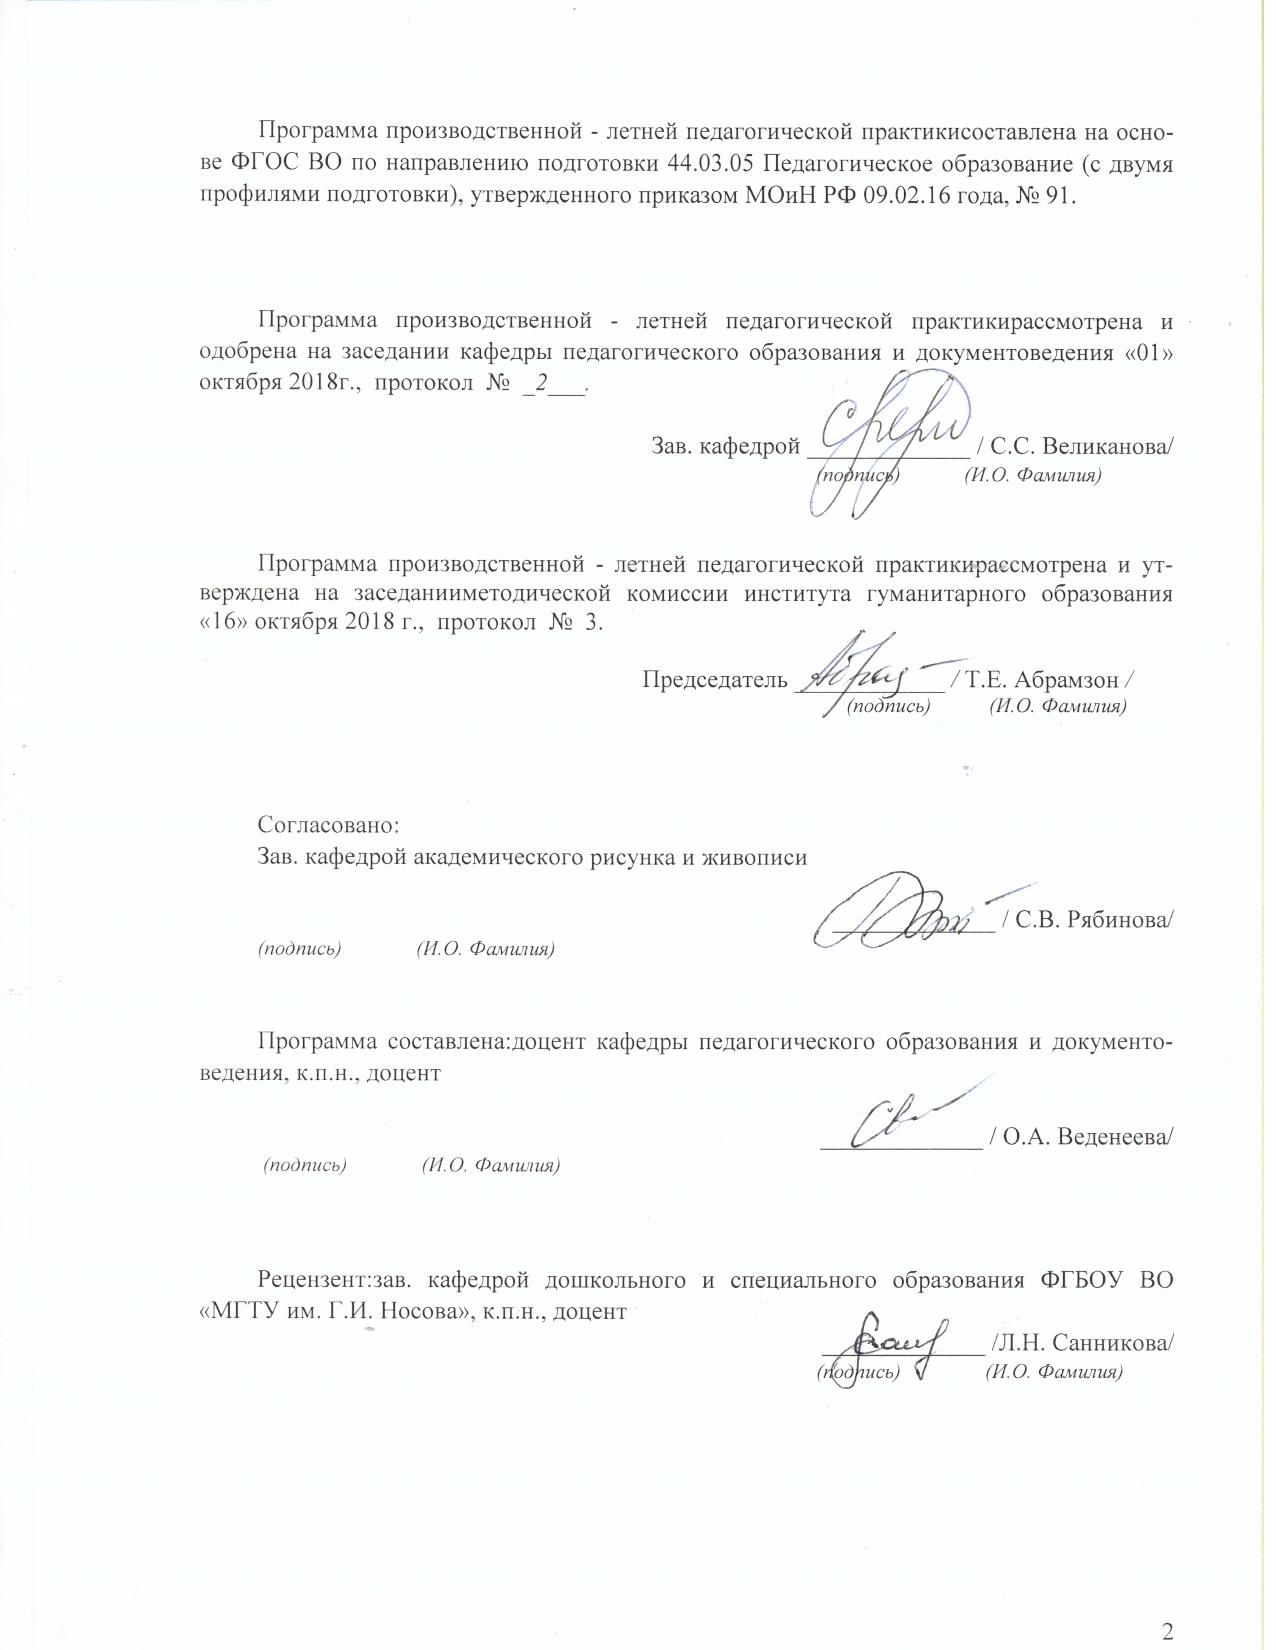 Программа производственной - летней педагогической практикисоставлена на осно-
ве ФГОС ВО по направлению подготовки 44.03.05 Педагогическое образование (с двумя
профилями подготовки), утвержденного приказом МОиН РФ 09.02.16 года, № 91.
Программа производственной - летней педагогической практикирассмотрена и
одобрена на заседании кафедры педагогического образования и документоведения «01»
октября 2018г., протокол № _2___.
Зав. кафедрой _____________ / С.С. Великанова/
(подпись) (И.О. Фамилия)
Программа производственной - летней педагогической практикирассмотрена и ут-
верждена на заседанииметодической комиссии института гуманитарного образования
«16» октября 2018 г., протокол № 3.
Председатель ____________ / Т.Е. Абрамзон /
(подпись) (И.О. Фамилия)
Согласовано:
Зав. кафедрой академического рисунка и живописи
_____________ / С.В. Рябинова/
(подпись) (И.О. Фамилия)
Программа составлена:доцент кафедры педагогического образования и документо-
ведения, к.п.н., доцент
_____________ / О.А. Веденеева/
(подпись) (И.О. Фамилия)
Рецензент:зав. кафедрой дошкольного и специального образования ФГБОУ ВО
«МГТУ им. Г.И. Носова», к.п.н., доцент
_____________ /Л.Н. Санникова/
(подпись) (И.О. Фамилия)
2